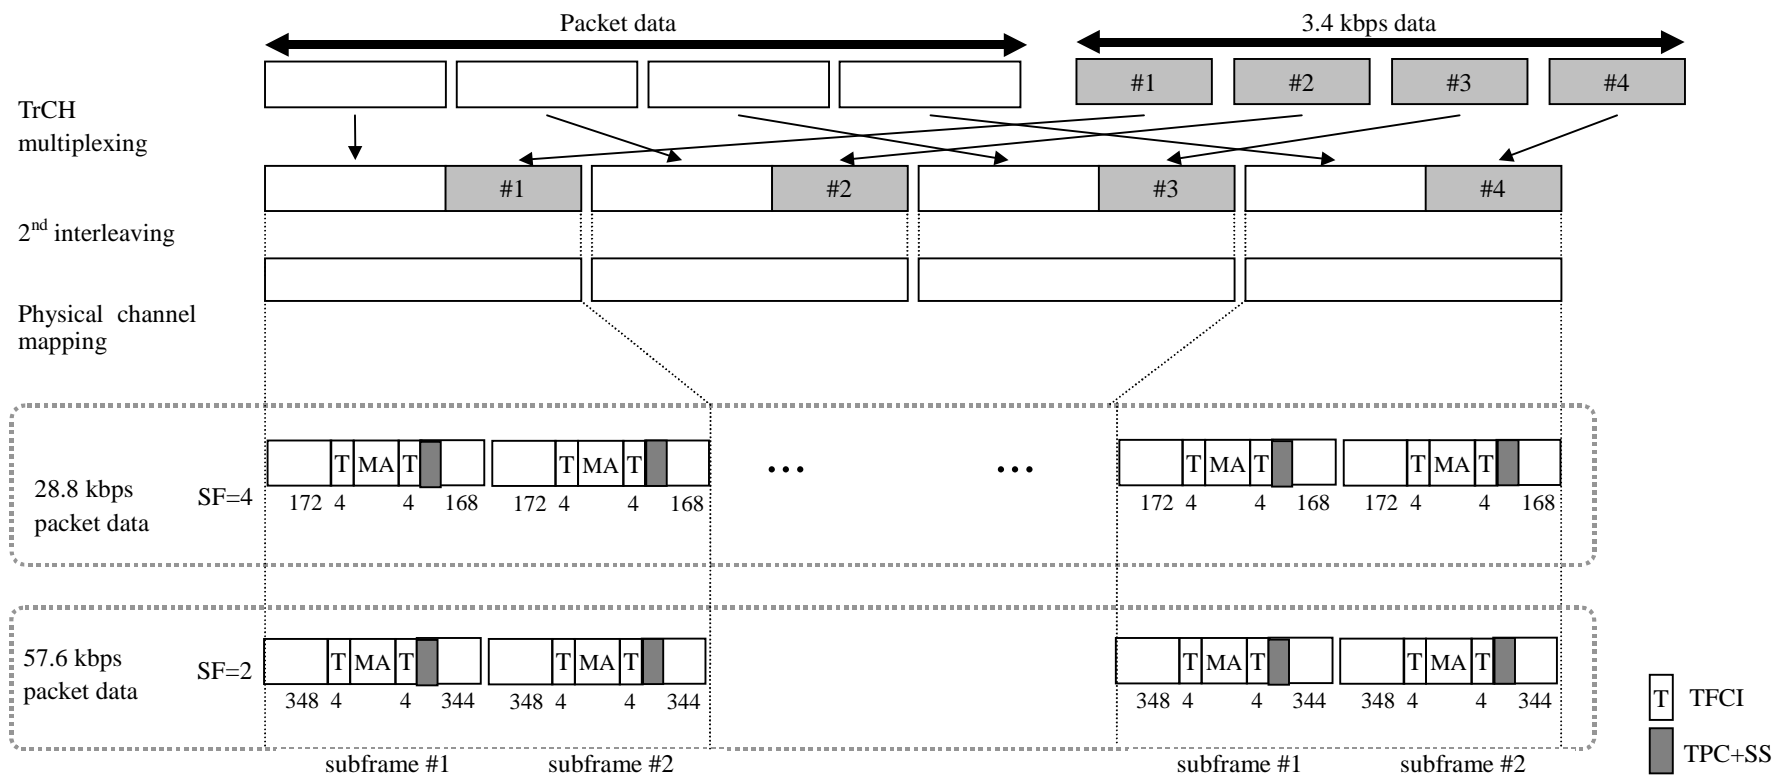 Packet data 3.4 kbps data
#1 #2 #3 #4
TrCH
multiplexing
#1 #2 #3 #4
2nd interleaving
Physical channel
mapping
T MA T T MA T ... ... T MA T T MA T
28.8 kbps
packet data
SF=4
172 4 4 168 172 4 4 168 172 4 4 168 172 4 4 168
57.6 kbps
packet data
SF=2
T MA T T MA T T MA T T MA T
348 4 4 344 348 4 4 344 348 4 4 344 348 4 4 344
T TFCI
TPC+SS
subframe #1 subframe #2 subframe #1 subframe #2